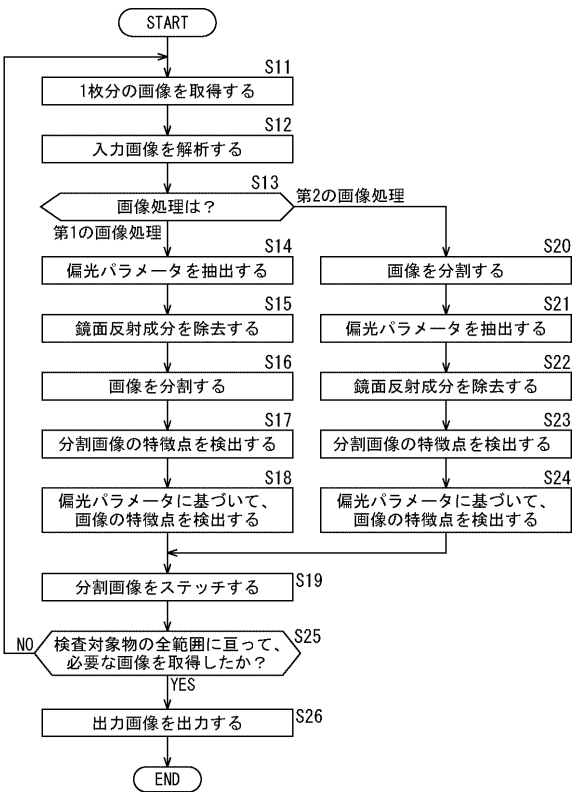 START
S11
1枚分の画像を取得する
S12
入力画像を解析する
S13
画像処理は？
第2の画像処理
第1の画像処理
S14
偏光パラメータを抽出する
S15
鏡面反射成分を除去する
S16
画像を分割する
S17
分割画像の特徴点を検出する
S18
偏光パラメータに基づいて、
画像の特徴点を検出する
S20
画像を分割する
S21
偏光パラメータを抽出する
S22
鏡面反射成分を除去する
S23
分割画像の特徴点を検出する
S24
偏光パラメータに基づいて、
画像の特徴点を検出する
S19
分割画像をステッチする
S25
検査対象物の全範囲に亘って、
必要な画像を取得したか？
NO
YES
S26
出力画像を出力する
END